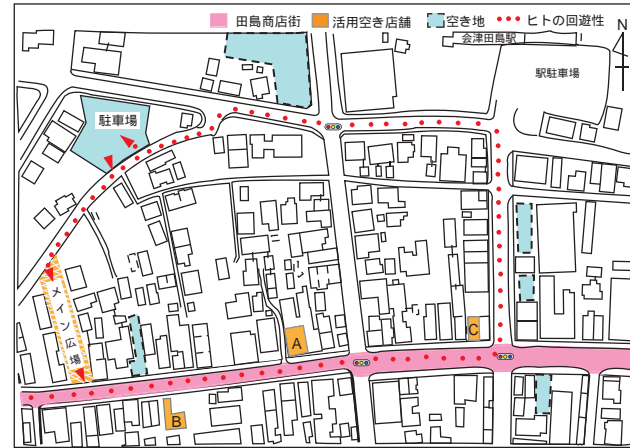 田島商店街 活用空き店舗 空き地 ヒトの回遊性
会津田島駅
N
駅駐車場
駐車場
メイン広場
A
C
B